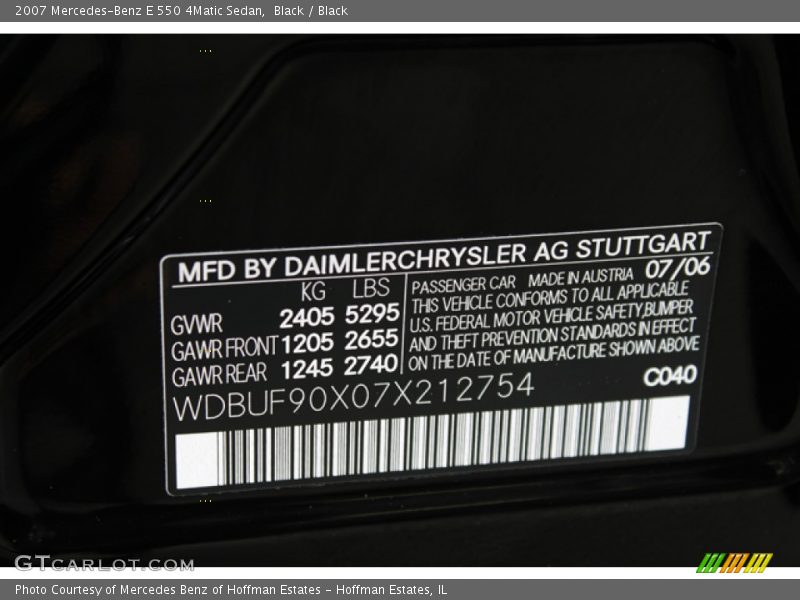 2007 Mercedes-Benz E 550 4Matic Sedan,  Black / Black
MFD BY DAIMLERCHRYSLER AG STUTTGART
KG LBS
GVWR 2405 5295
GAWR FRONT 1205 2655
GAWR REAR 1245 2740
PASSENGER CAR MADE IN AUSTRIA 07/06
THIS VEHICLE CONFORMS TO ALL APPLICABLE
U.S. FEDERAL MOTOR VEHICLE SAFETY,BUMPER
AND THEFT PREVENTION STANDARDS IN EFFECT
ON THE DATE OF MANUFACTURE SHOWN ABOVE
WDBUF90X07X212754 C040
GTCARLOT.COM
Photo Courtesy of Mercedes Benz of Hoffman Estates - Hoffman Estates, IL